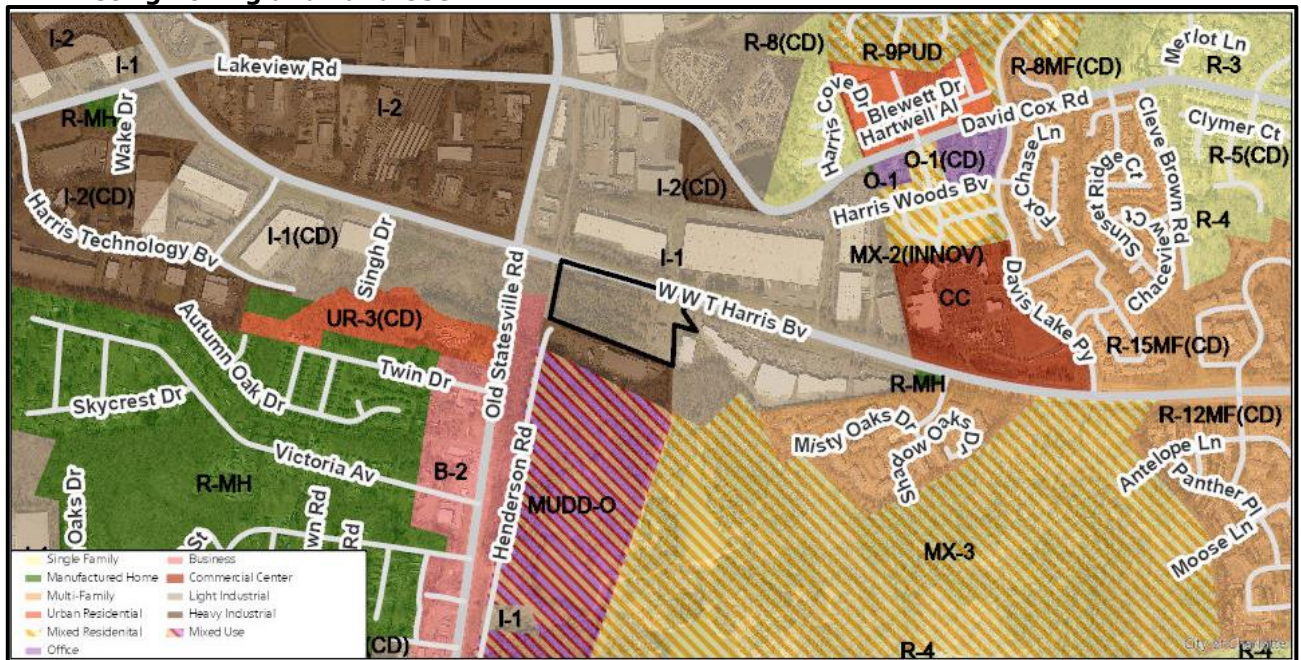 I-2
I-1
Lakeview Rd
R-MH
Wake Dr
I-2
I-2(CD)
Harris Technology Bv
I-1(CD)
Singh Dr
UR-3(CD)
Autumn Oak Dr
Twin Dr
Skycrest Dr
Victoria Av
R-MH
B-2
Oaks Dr
Old Statesville Rd
Henderson Rd
MUDD-O
I-1
W W T Harris Bv
I-1
I-2(CD)
R-8(CD)
R-9PUD
R-8MF(CD)
Merlot Ln
R-3
Harris Cove Dr
Blewett Dr
Hartwell Al
David Cox Rd
Cleve Brown Rd
Clymer Ct
R-5(CD)
O-1(CD)
O-1
Fox Chase Ln
Sunset Ridge Ct
Harris Woods Bv
Chaceview Ct
R-4
MX-2(INNOV)
CC
Davis Lake Py
R-15MF(CD)
R-MH
Misty Oaks Dr
Shadow Oaks Dr
R-12MF(CD)
Antelope Ln
Panther Pl
Moose Ln
MX-3
R-4
R-4
Rd
St
(CD)
Single Family
Manufactured Home
Multi-Family
Urban Residential
Mixed Residenital
Office
Business
Commercial Center
Light Industrial
Heavy Industrial
Mixed Use
City of Charlotte